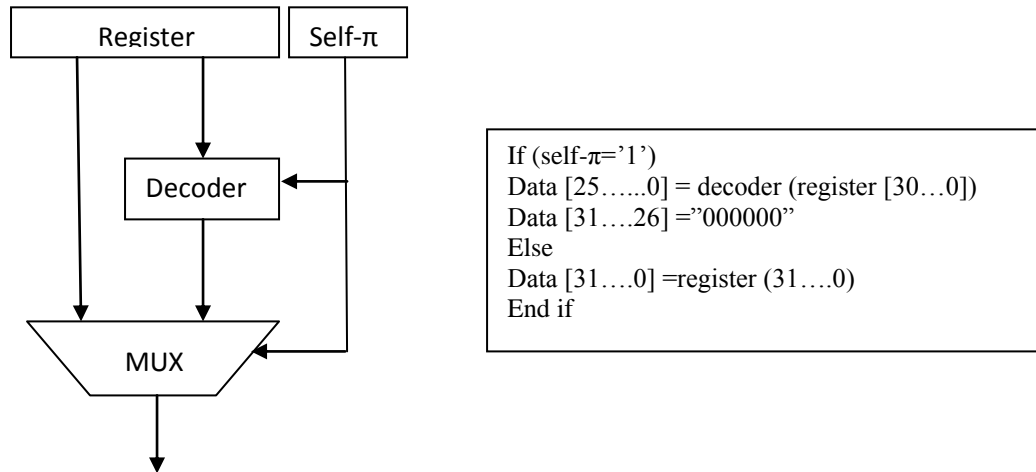 Register
Self-π
Decoder
MUX
If (self-π=’1’)
Data [25…...0] = decoder (register [30…0])
Data [31….26] =”000000”
Else
Data [31….0] =register (31….0)
End if